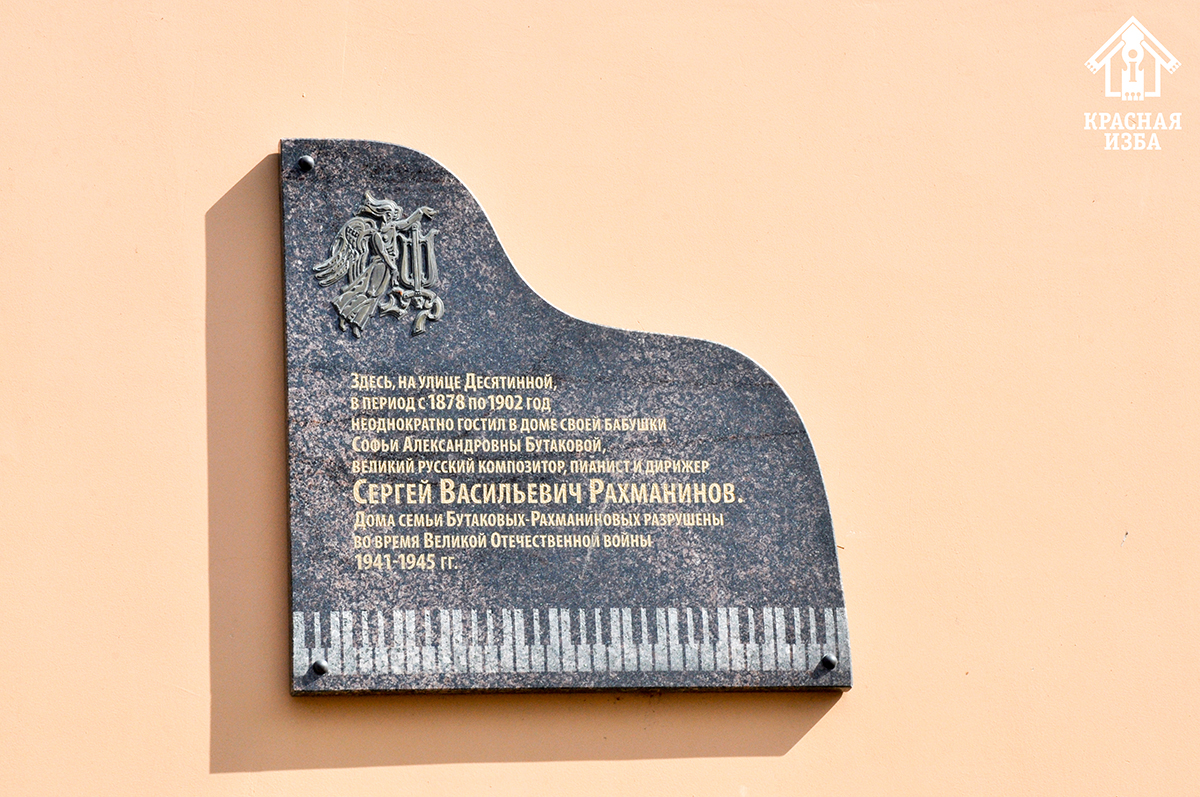 КРАСНАЯ
ИЗБА
Здесь, на улице Десятинной,
в период с 1878 по 1902 год
неоднократно гостил в доме своей бабушки
Софьи Александровны Бутаковой,
великий русский композитор, пианист и дирижер
Сергей Васильевич Рахманинов.
Дома семьи Бутаковых-Рахманиновых разрушены
во время Великой Отечественной войны
1941-1945 гг.